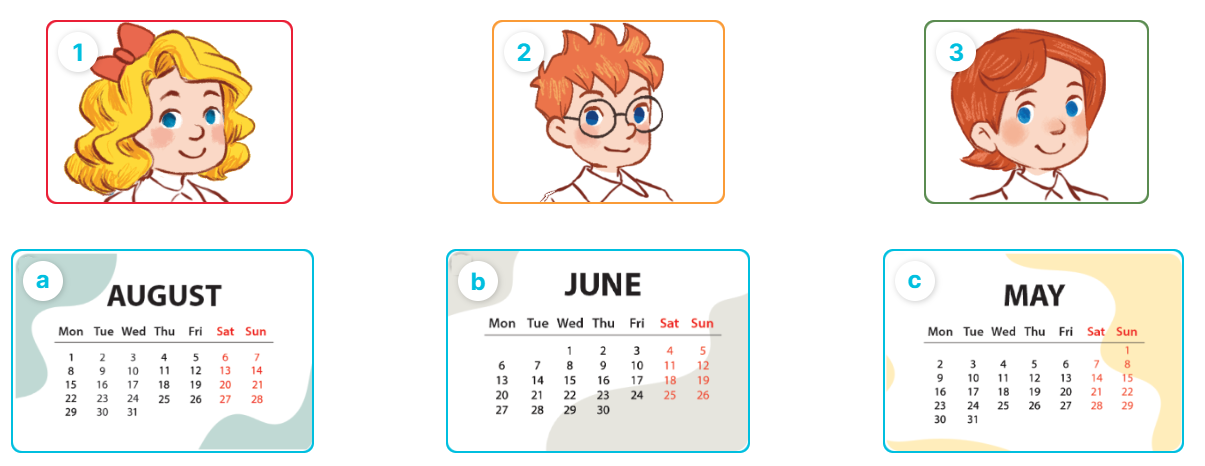 1
2
3
a
AUGUST
Mon Tue Wed Thu Fri Sat Sun
1 2 3 4 5 6 7
8 9 10 11 12 13 14
15 16 17 18 19 20 21
22 23 24 25 26 27 28
29 30 31
b
JUNE
Mon Tue Wed Thu Fri Sat Sun
1 2 3 4 5
6 7 8 9 10 11 12
13 14 15 16 17 18 19
20 21 22 23 24 25 26
27 28 29 30
c
MAY
Mon Tue Wed Thu Fri Sat Sun
1
2 3 4 5 6 7 8
9 10 11 12 13 14 15
16 17 18 19 20 21 22
23 24 25 26 27 28 29
30 31